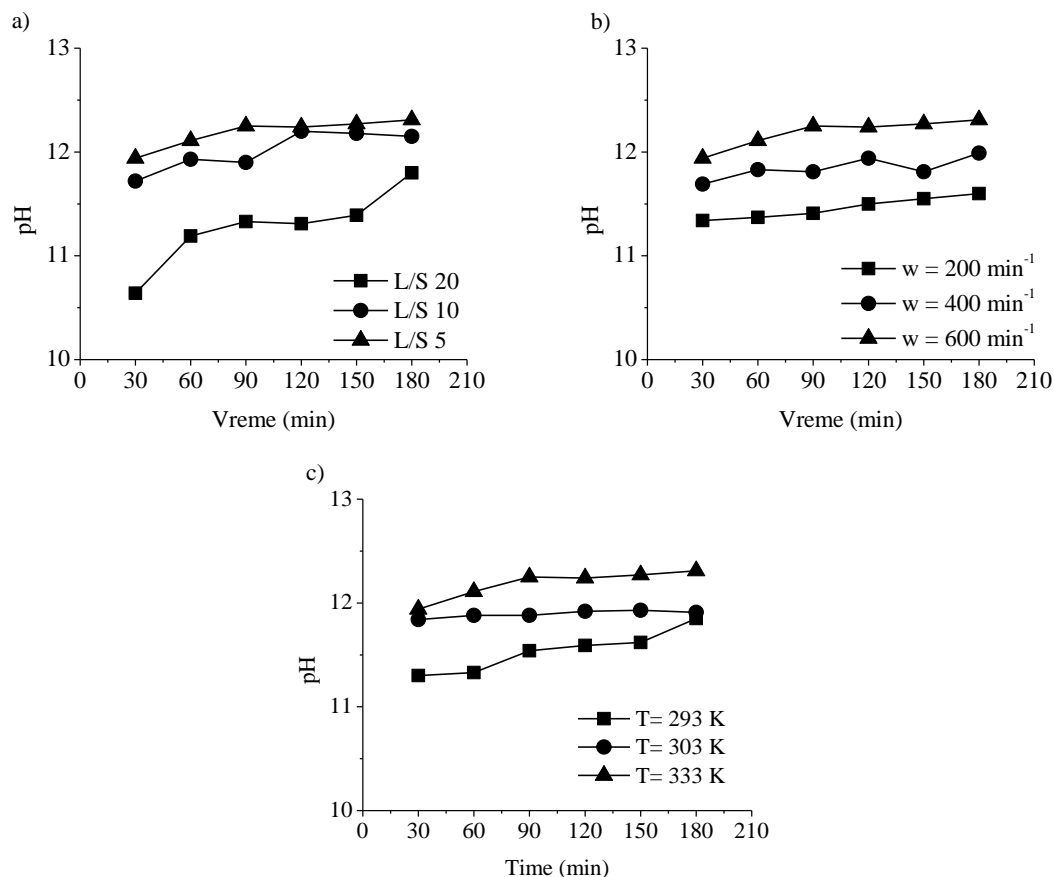 a)
13
12
11
10
pH
0 30 60 90 120 150 180 210
Vreme (min)
L/S 20
L/S 10
L/S 5
b)
13
12
11
10
pH
0 30 60 90 120 150 180 210
Vreme (min)
w = 200 min⁻¹
w = 400 min⁻¹
w = 600 min⁻¹
c)
13
12
11
10
pH
0 30 60 90 120 150 180 210
Time (min)
T= 293 K
T= 303 K
T= 333 K